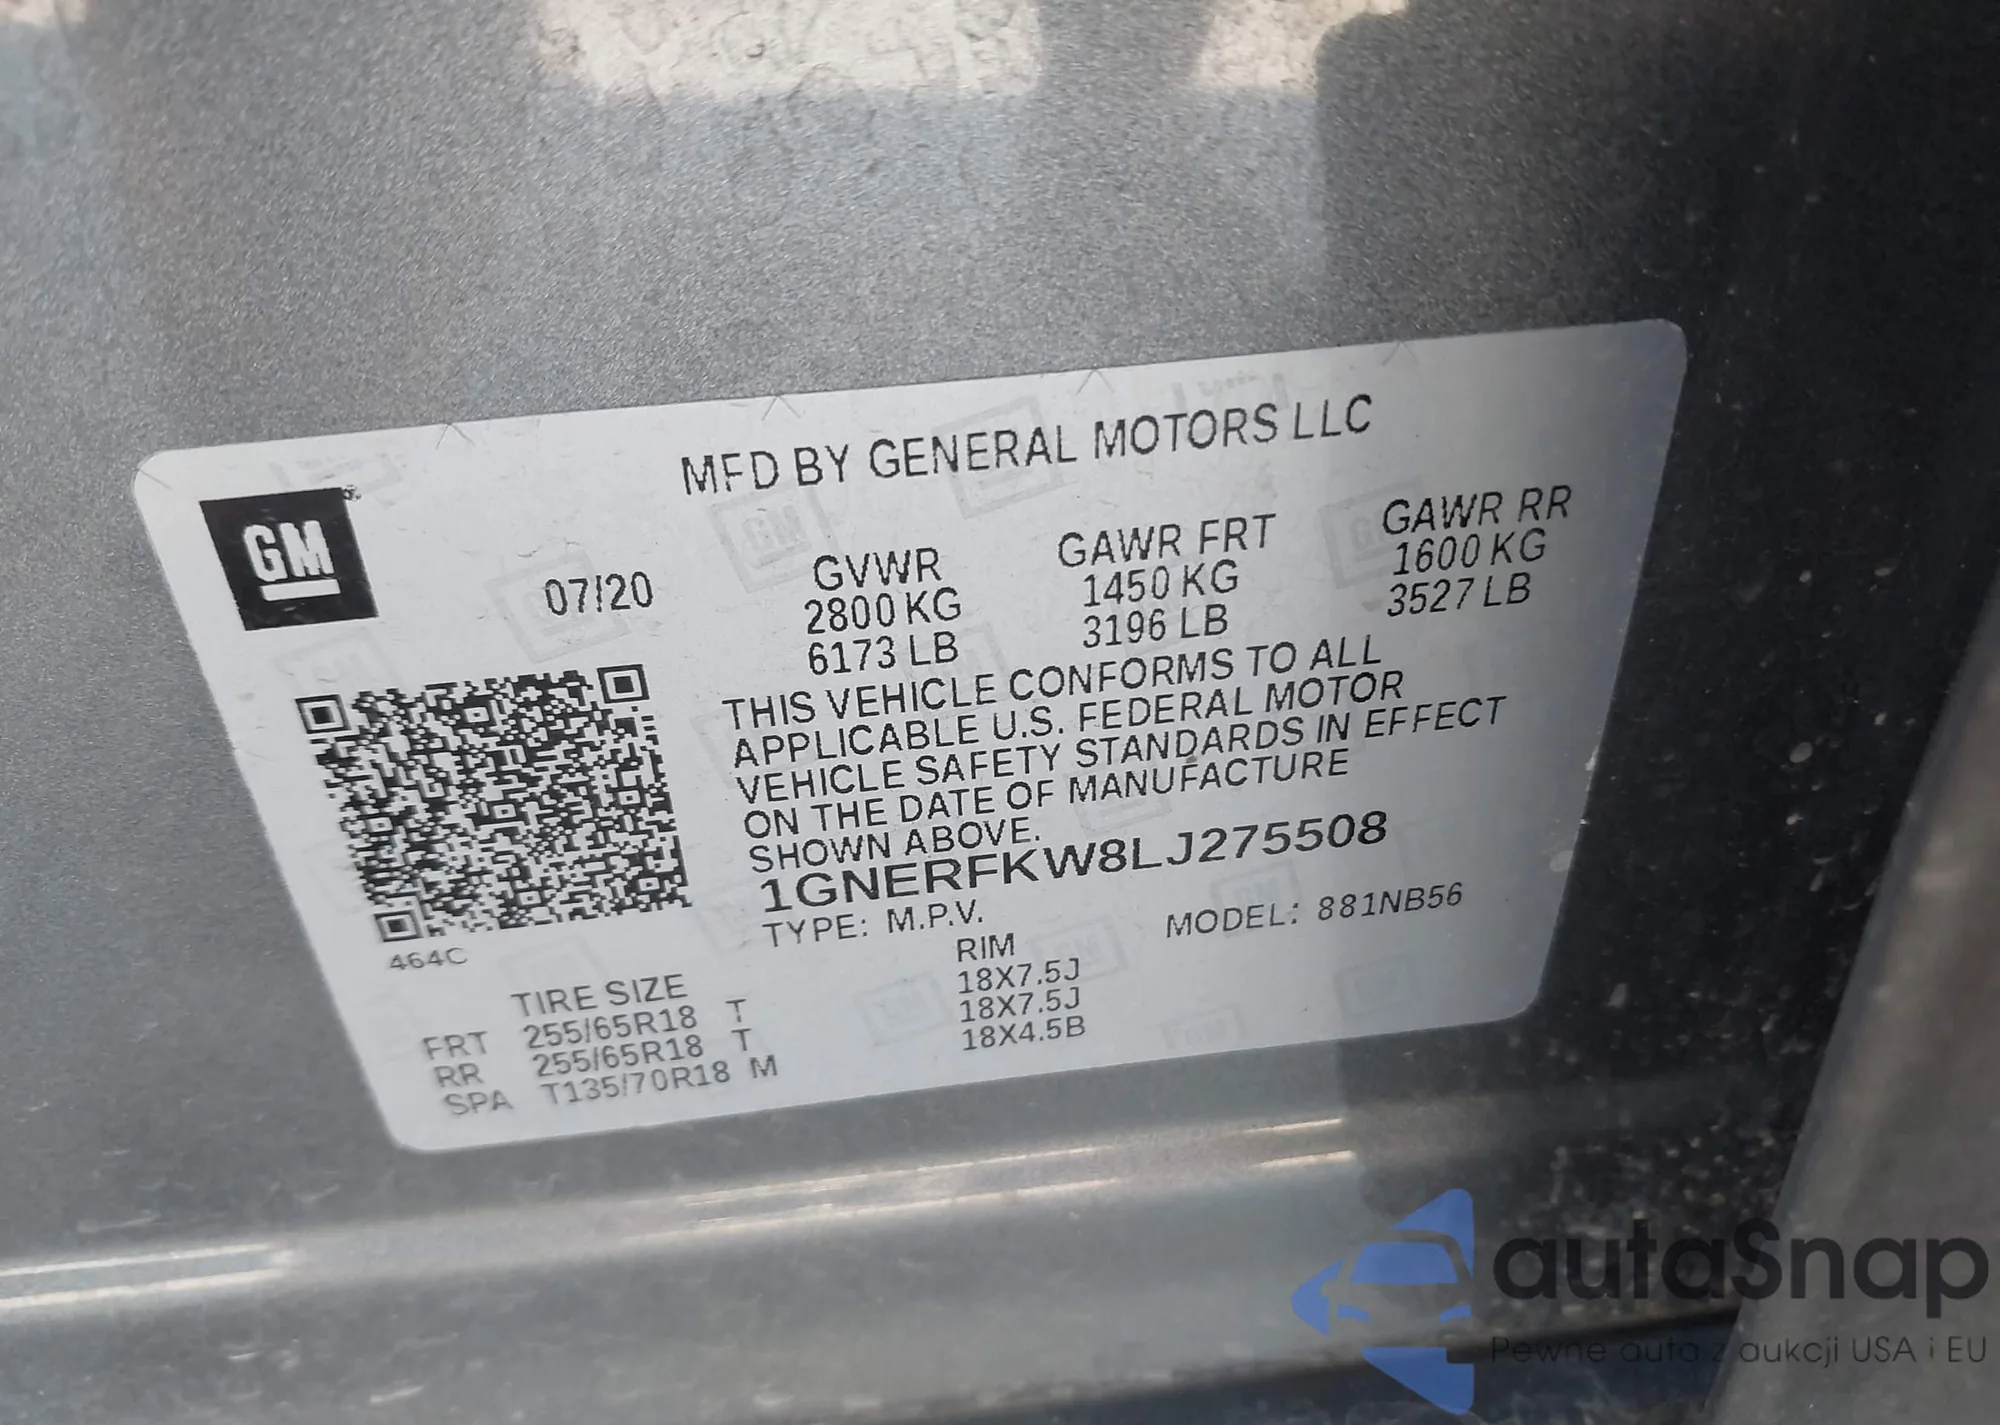 MFD BY GENERAL MOTORS LLC
GM
07/20
GVWR GAWR FRT GAWR RR
2800 KG 1450 KG 1600 KG
6173 LB 3196 LB 3527 LB
THIS VEHICLE CONFORMS TO ALL
APPLICABLE U.S. FEDERAL MOTOR
VEHICLE SAFETY STANDARDS IN EFFECT
ON THE DATE OF MANUFACTURE
SHOWN ABOVE.
1GNERFKW8LJ275508
TYPE: M.P.V. MODEL: 881NB56
464C
TIRE SIZE RIM
FRT 255/65R18 T 18X7.5J
RR 255/65R18 T 18X7.5J
SPA T135/70R18 M 18X4.5B
autaSnap
Pewne auta z aukcji USA i EU